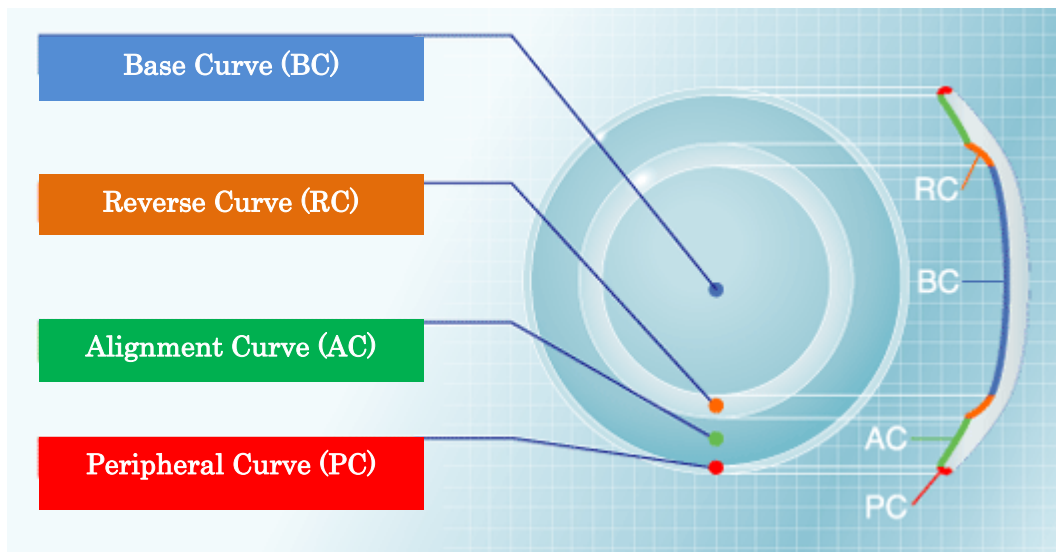 Base Curve (BC)
Reverse Curve (RC)
Alignment Curve (AC)
Peripheral Curve (PC)
RC
BC
AC
PC